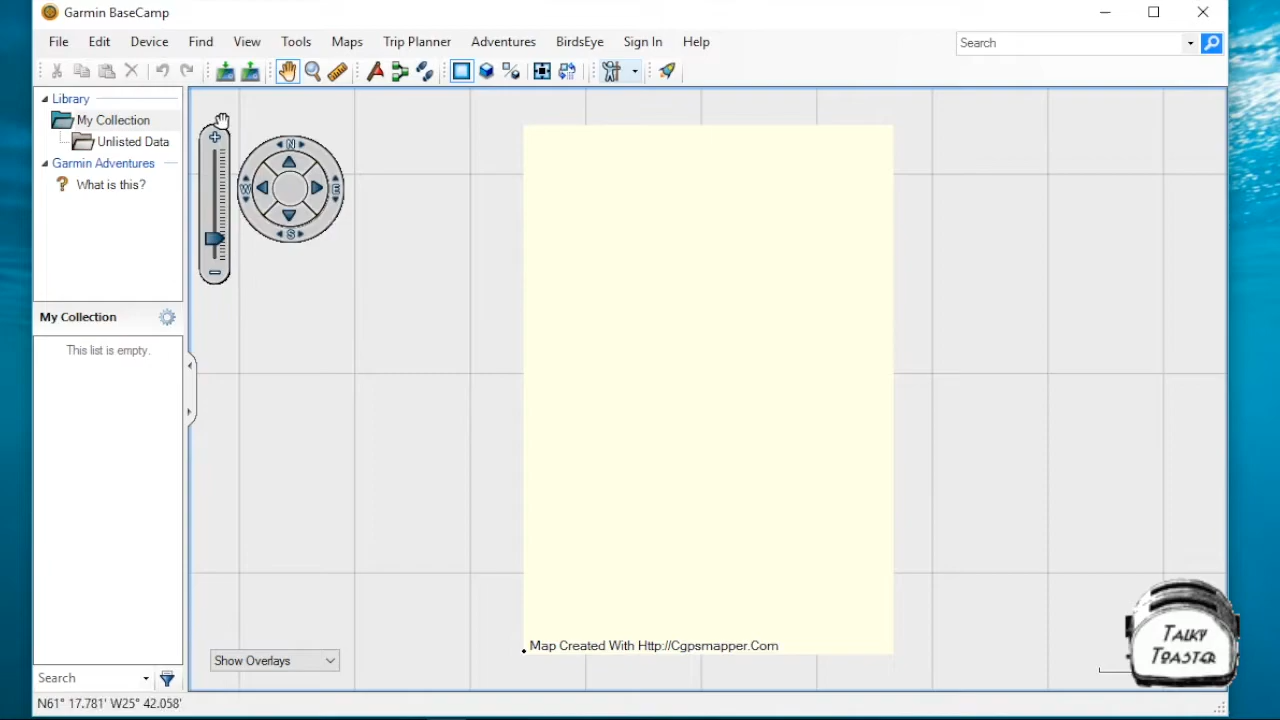 Garmin BaseCamp
File Edit Device Find View Tools Maps Trip Planner Adventures BirdsEye Sign In Help
Search
Library
My Collection
Unlisted Data
Garmin Adventures
? What is this?
My Collection
This list is empty.
N
W E
S
Map Created With Http://Cgpsmapper.Com
Show Overlays
Search
N61° 17.781' W25° 42.058'
TALKY
TOASTER